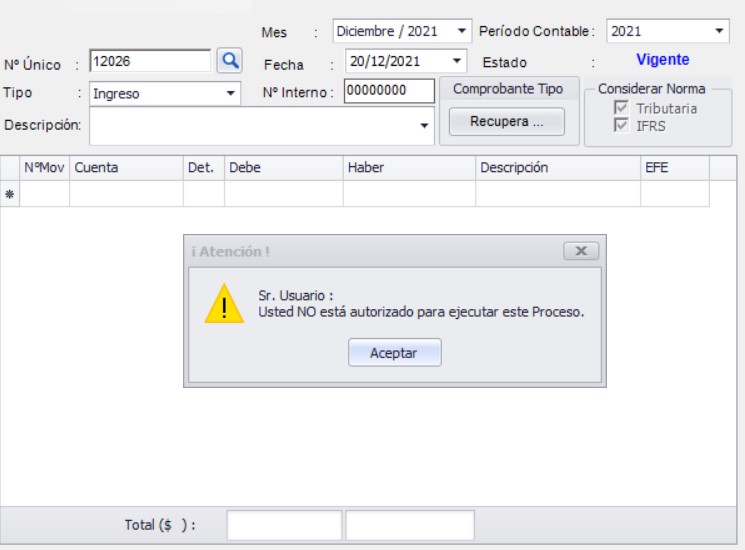 Mes : Diciembre / 2021 Período Contable : 2021
Nº Único : 12026 Fecha : 20/12/2021 Estado : Vigente
Tipo : Ingreso Nº Interno : 00000000 Comprobante Tipo Considerar Norma
Recupera ... Tributaria
Descripción: IFRS
NºMov Cuenta Det. Debe Haber Descripción EFE
¡ Atención !
Sr. Usuario :
Usted NO está autorizado para ejecutar este Proceso.
Aceptar
Total ($ ) :